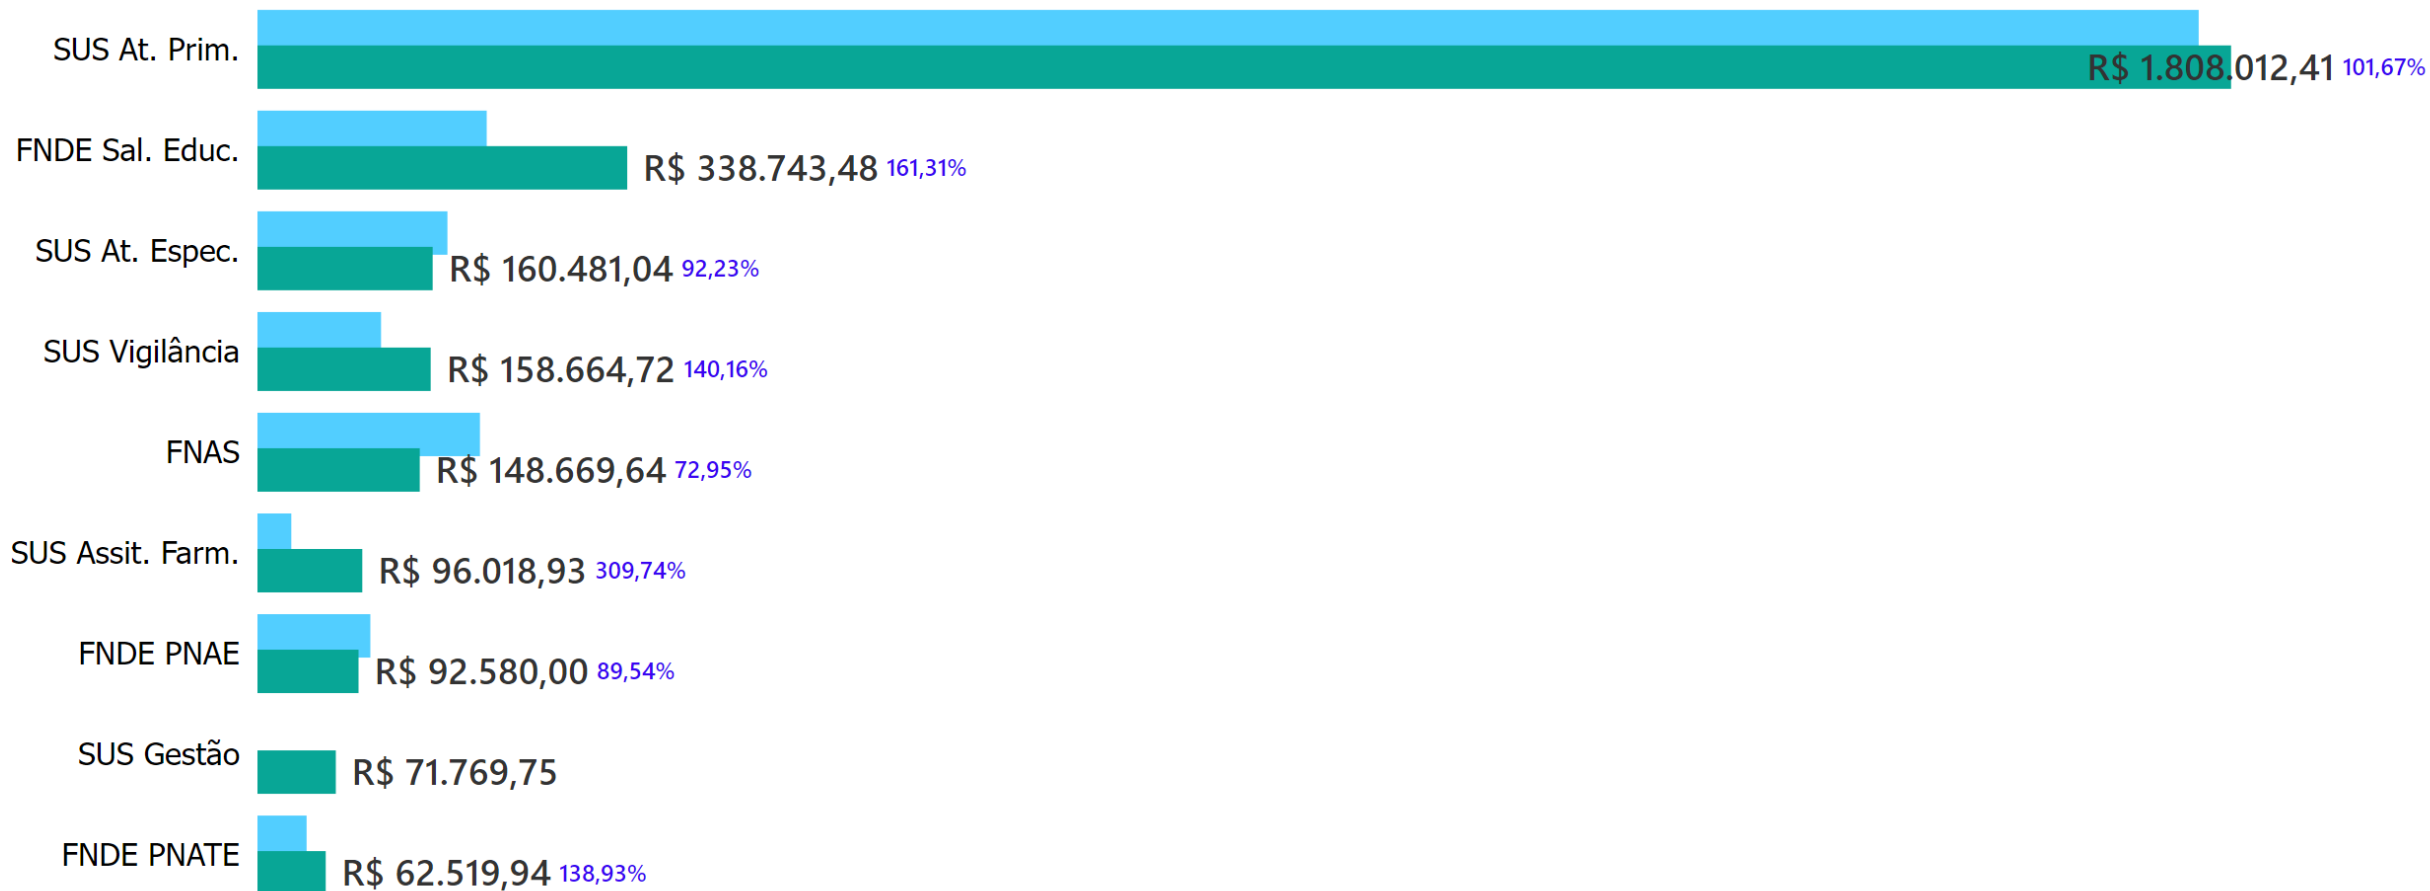 SUS At. Prim. R$ 1.808.012,41 101,67%
FNDE Sal. Educ. R$ 338.743,48 161,31%
SUS At. Espec. R$ 160.481,04 92,23%
SUS Vigilância R$ 158.664,72 140,16%
FNAS R$ 148.669,64 72,95%
SUS Assit. Farm. R$ 96.018,93 309,74%
FNDE PNAE R$ 92.580,00 89,54%
SUS Gestão R$ 71.769,75
FNDE PNATE R$ 62.519,94 138,93%